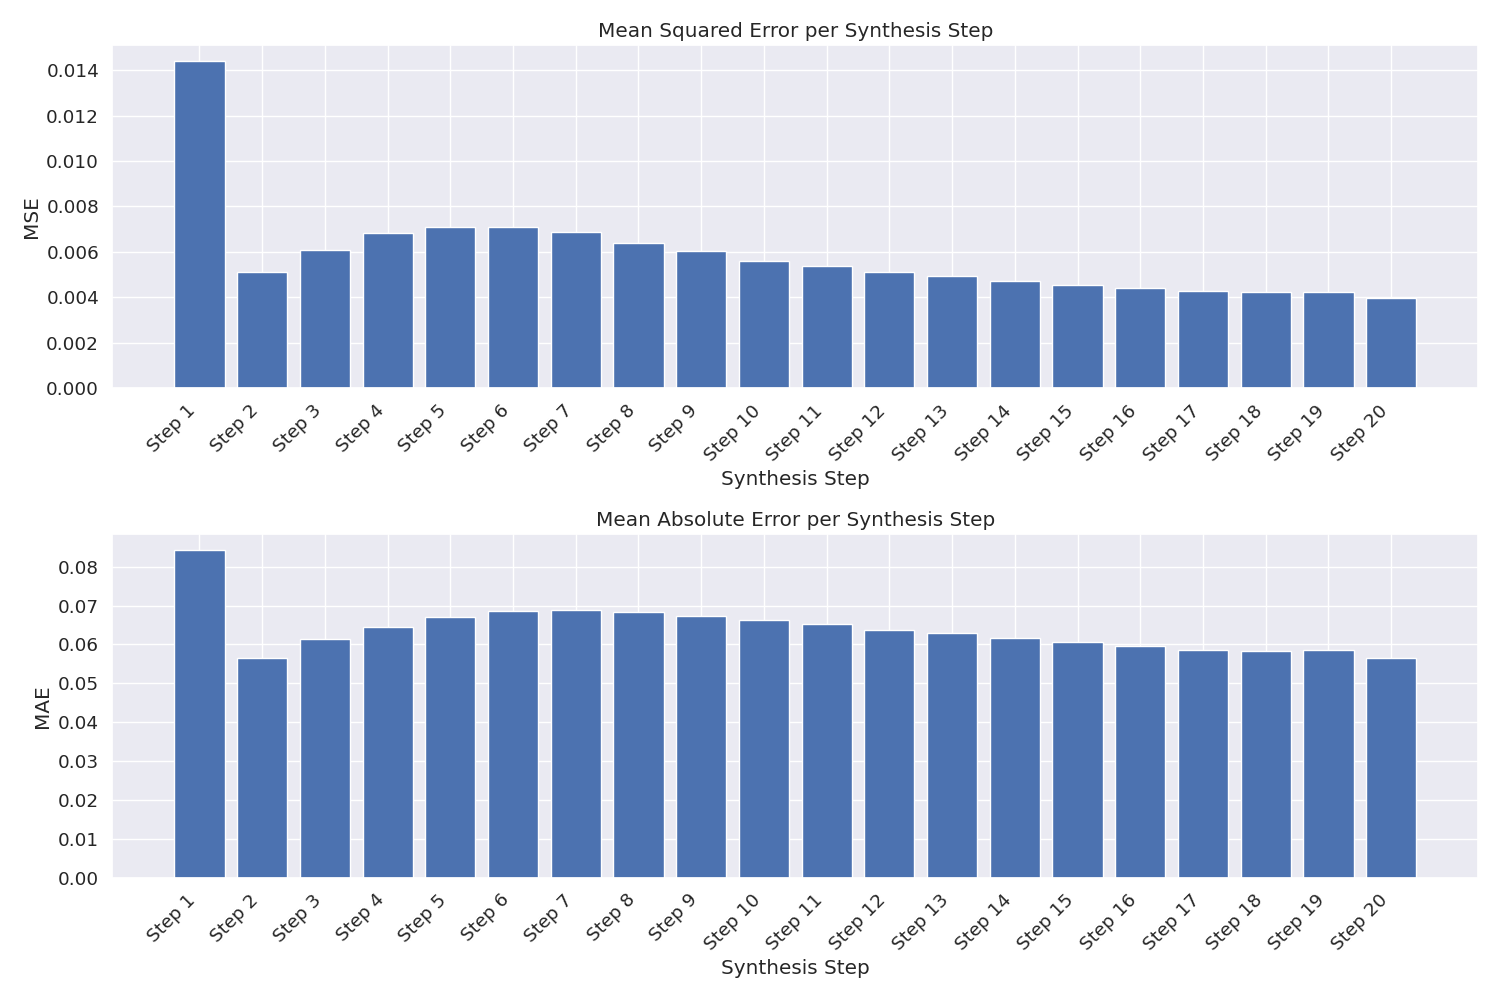 Mean Squared Error per Synthesis Step
MSE
0.014
0.012
0.010
0.008
0.006
0.004
0.002
0.000
Step 1
Step 2
Step 3
Step 4
Step 5
Step 6
Step 7
Step 8
Step 9
Step 10
Step 11
Step 12
Step 13
Step 14
Step 15
Step 16
Step 17
Step 18
Step 19
Step 20
Synthesis Step
Mean Absolute Error per Synthesis Step
MAE
0.08
0.07
0.06
0.05
0.04
0.03
0.02
0.01
0.00
Step 1
Step 2
Step 3
Step 4
Step 5
Step 6
Step 7
Step 8
Step 9
Step 10
Step 11
Step 12
Step 13
Step 14
Step 15
Step 16
Step 17
Step 18
Step 19
Step 20
Synthesis Step